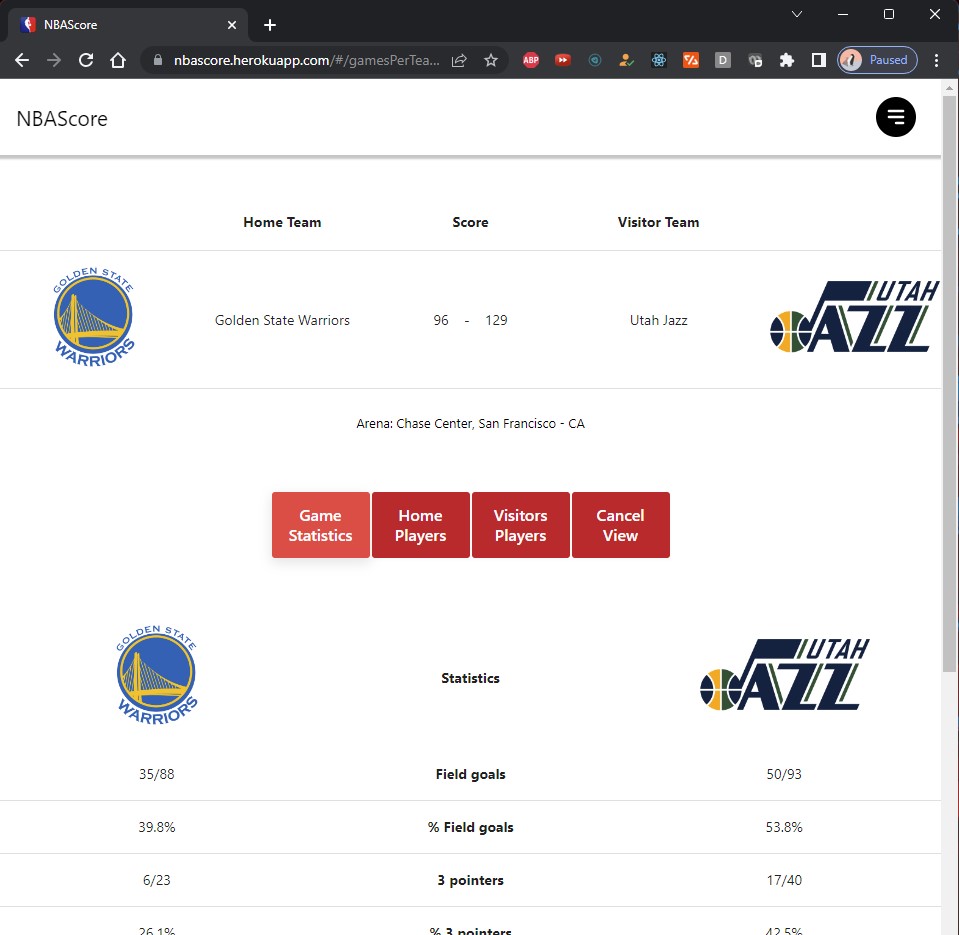 NBAScore
nbascore.herokuapp.com/#/gamesPerTea...
ABP
D
Paused
NBAScore
Home Team Score Visitor Team
GOLDEN STATE
WARRIORS
Golden State Warriors 96 - 129 Utah Jazz
UTAH
JAZZ
Arena: Chase Center, San Francisco - CA
Game
Statistics
Home
Players
Visitors
Players
Cancel
View
GOLDEN STATE
WARRIORS
Statistics
UTAH
JAZZ
35/88 Field goals 50/93
39.8% % Field goals 53.8%
6/23 3 pointers 17/40
26.1% % 3 pointers 42.5%